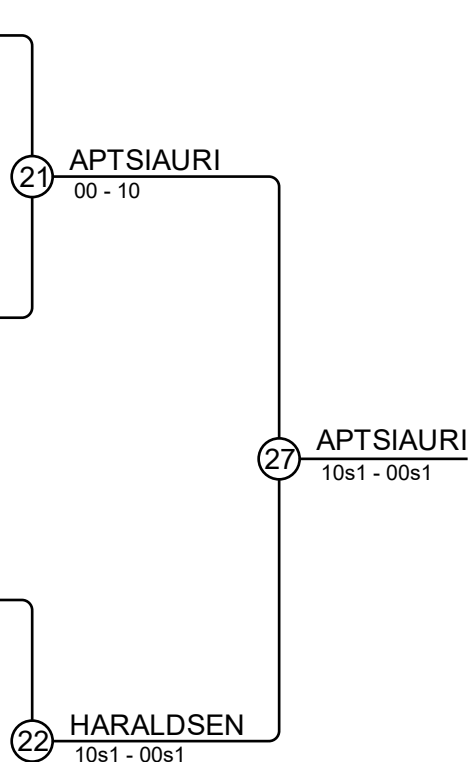 21
APTSIAURI
00 - 10
27
APTSIAURI
10s1 - 00s1
22
HARALDSEN
10s1 - 00s1